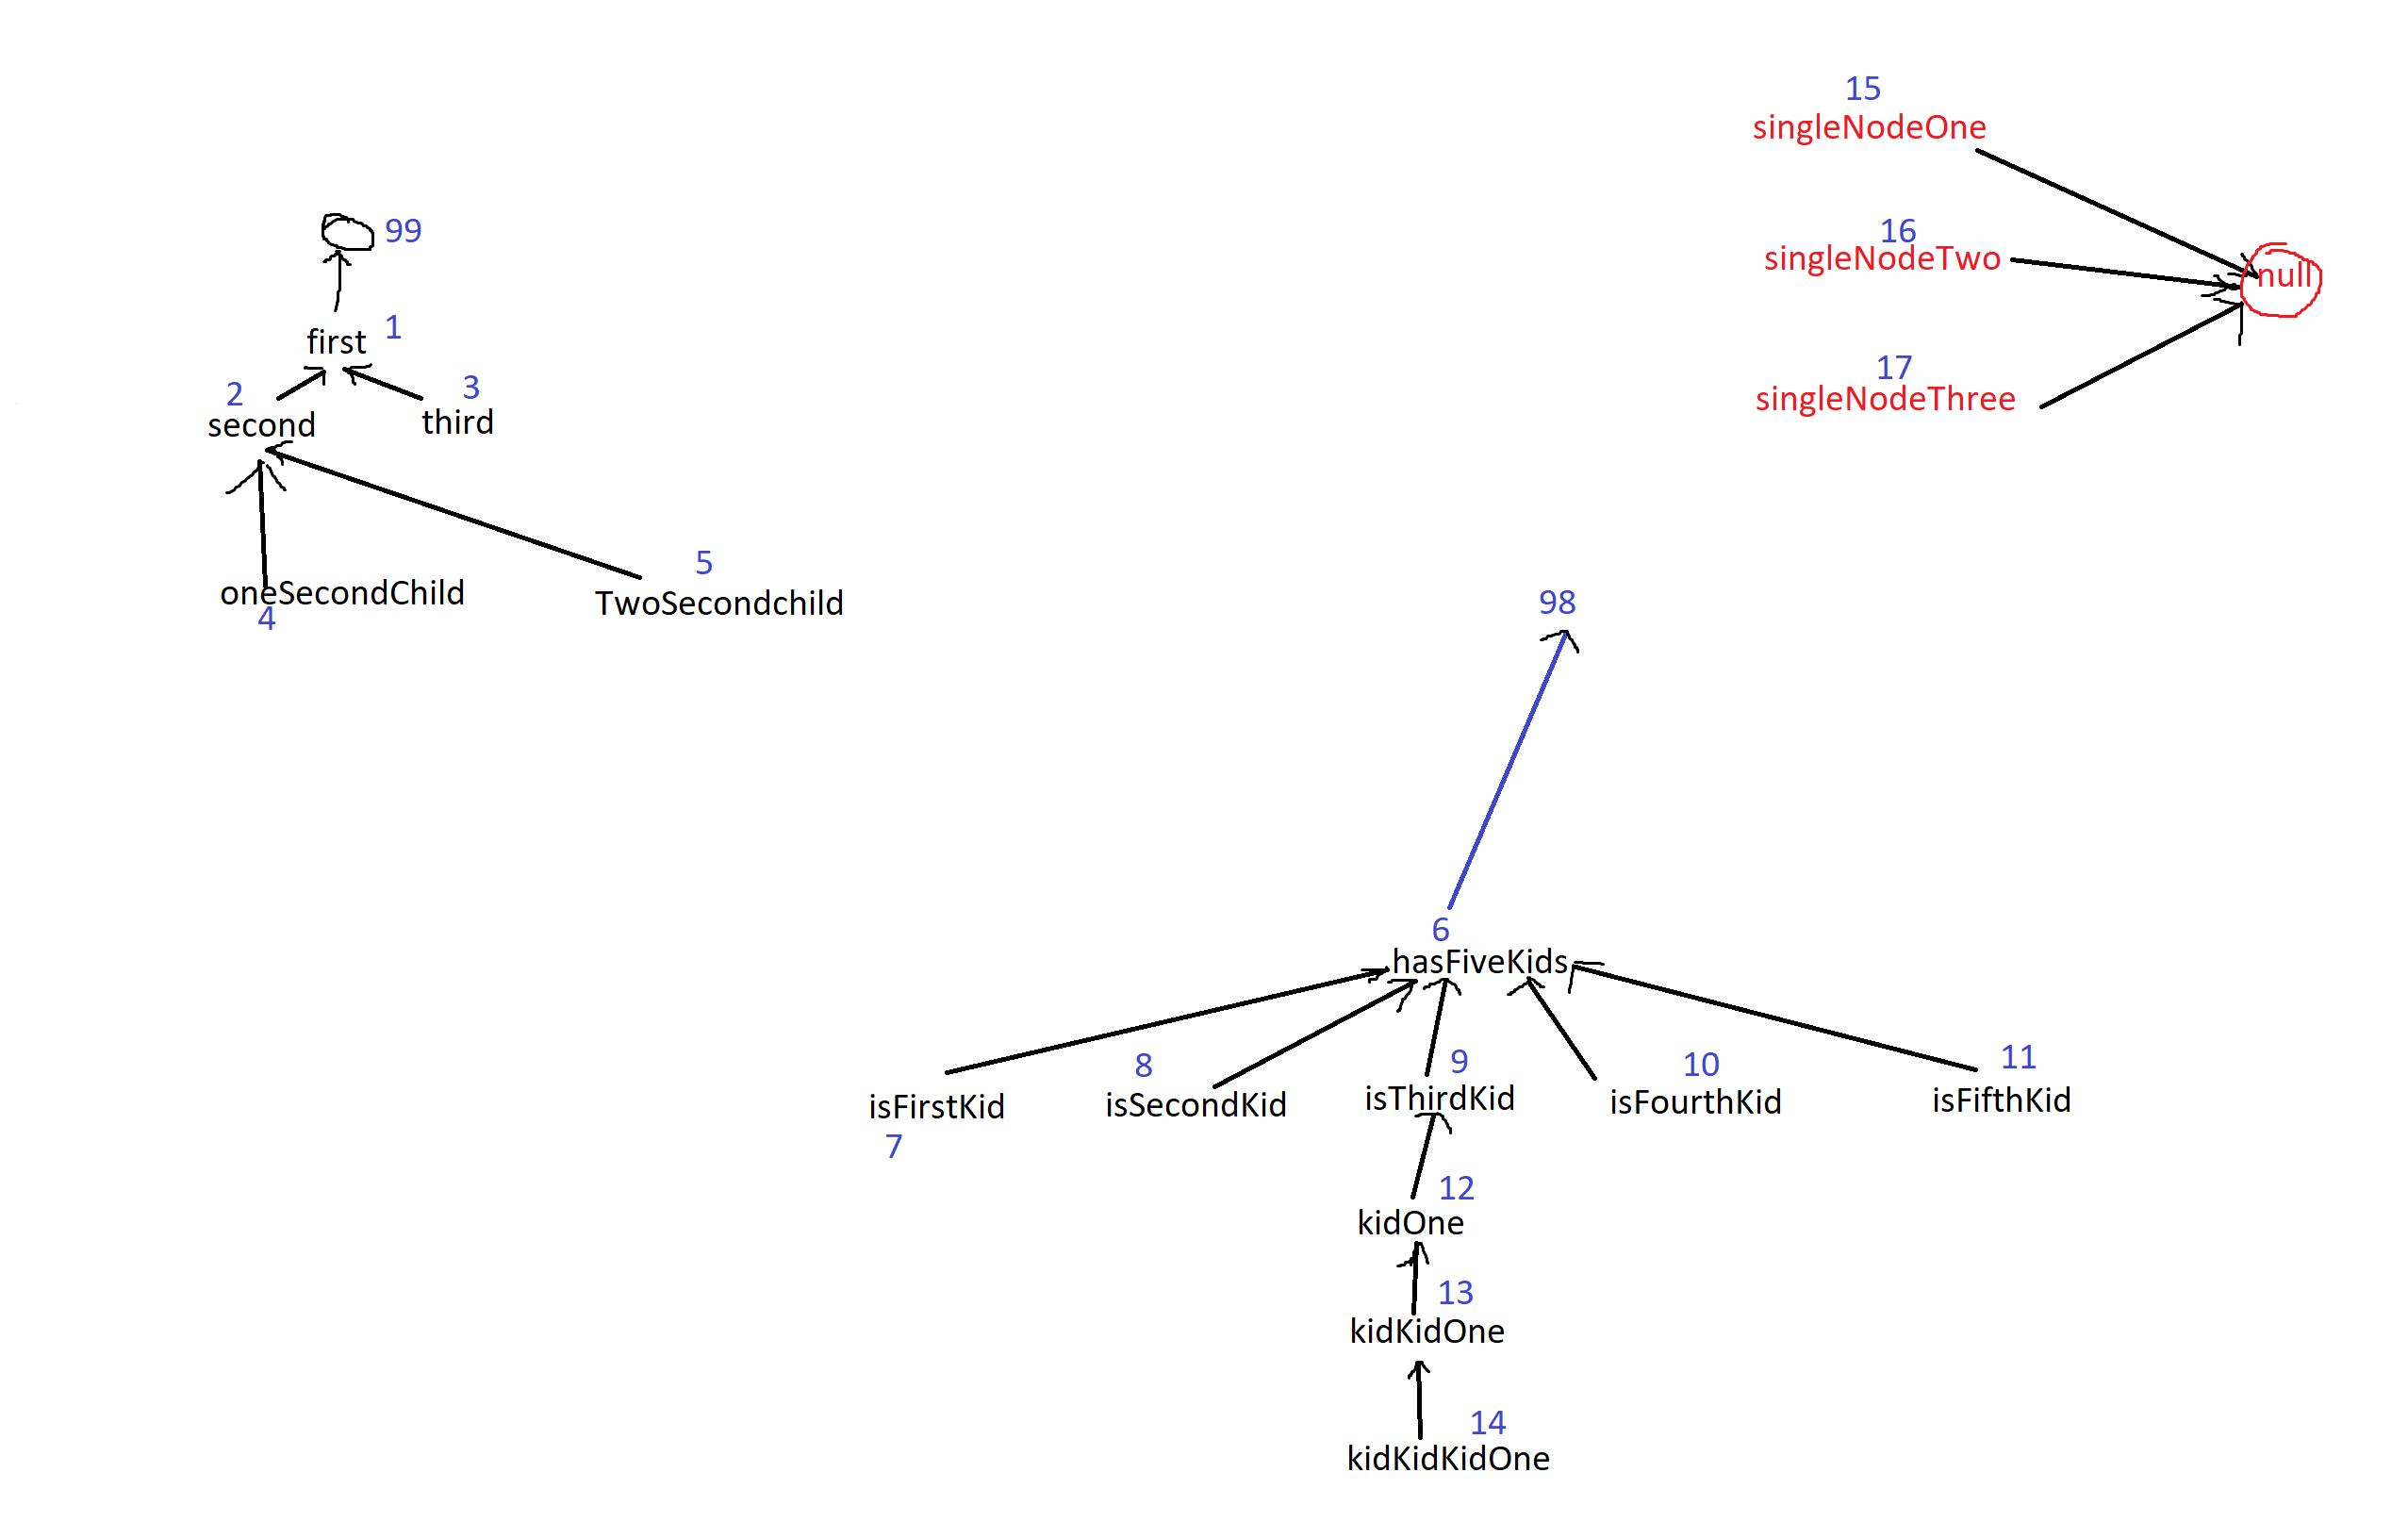 15
singleNodeOne
99
16
singleNodeTwo
null
first 1
17
singleNodeThree
2
second
3
third
5
oneSecondChild
4
TwoSecondchild
98
6
hasFiveKids
isFirstKid
7
8
isSecondKid
9
isThirdKid
10
isFourthKid
11
isFifthKid
12
kidOne
13
kidKidOne
14
kidKidKidOne